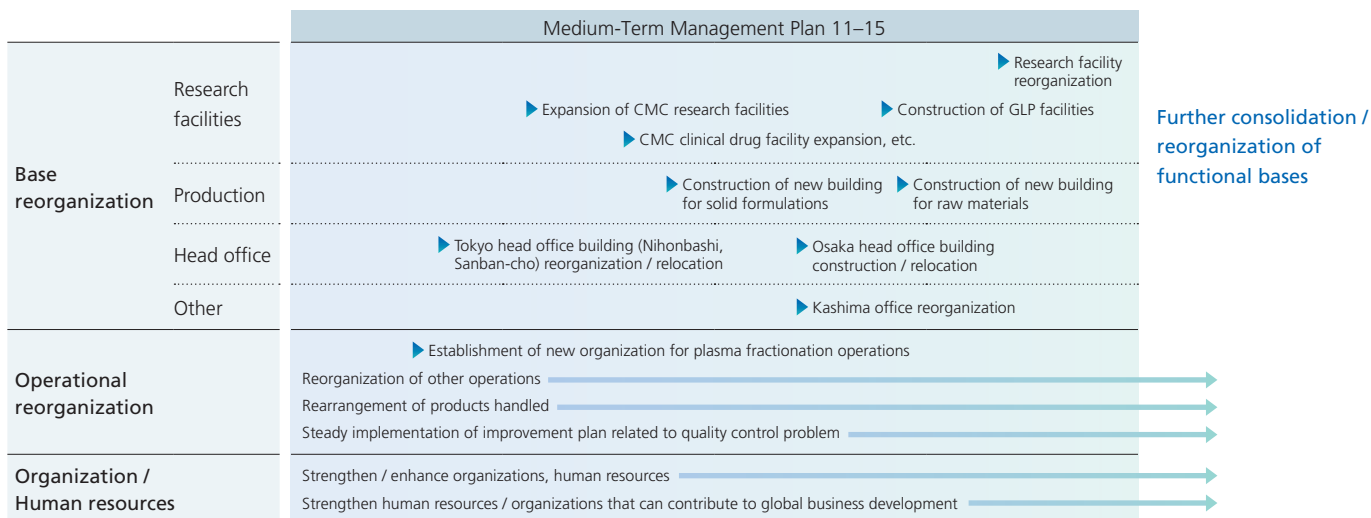 Medium-Term Management Plan 11–15
Base
reorganization
Research
facilities
Research facility
reorganization
Expansion of CMC research facilities
Construction of GLP facilities
CMC clinical drug facility expansion, etc.
Production
Construction of new building
for solid formulations
Construction of new building
for raw materials
Head office
Tokyo head office building (Nihonbashi,
Sanban-cho) reorganization / relocation
Osaka head office building
construction / relocation
Other
Kashima office reorganization
Further consolidation /
reorganization of
functional bases
Operational
reorganization
Establishment of new organization for plasma fractionation operations
Reorganization of other operations
Rearrangement of products handled
Steady implementation of improvement plan related to quality control problem
Organization /
Human resources
Strengthen / enhance organizations, human resources
Strengthen human resources / organizations that can contribute to global business development